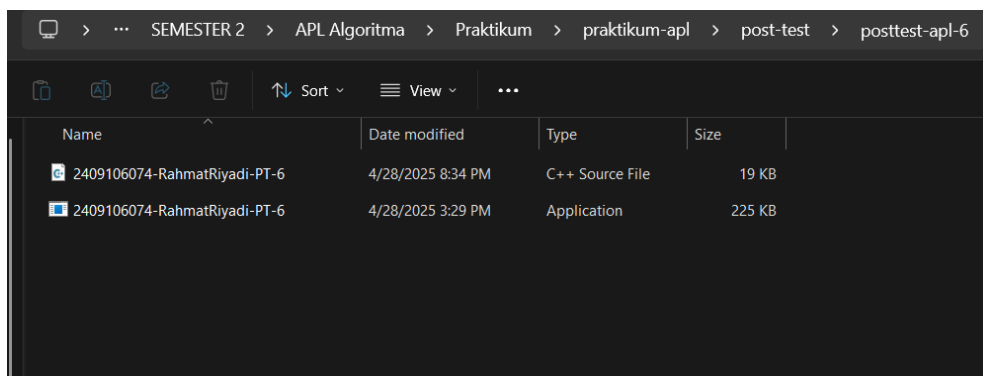 > ... SEMESTER 2 > APL Algoritma > Praktikum > praktikum-apl > post-test > posttest-apl-6
Sort View ...
Name Date modified Type Size
2409106074-RahmatRiyadi-PT-6 4/28/2025 8:34 PM C++ Source File 19 KB
2409106074-RahmatRiyadi-PT-6 4/28/2025 3:29 PM Application 225 KB